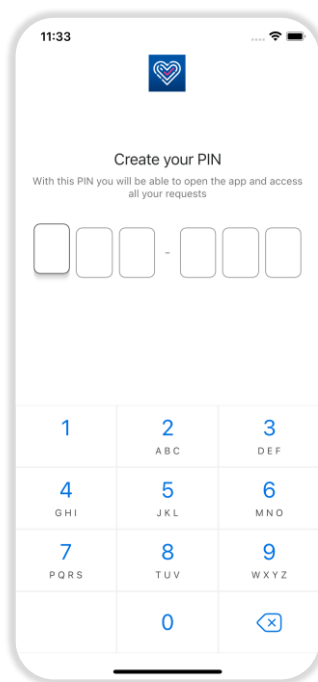 11:33
Create your PIN
With this PIN you will be able to open the app and access
all your requests
-
1
2
ABC
3
DEF
4
GHI
5
JKL
6
MNO
7
PQRS
8
TUV
9
WXYZ
0